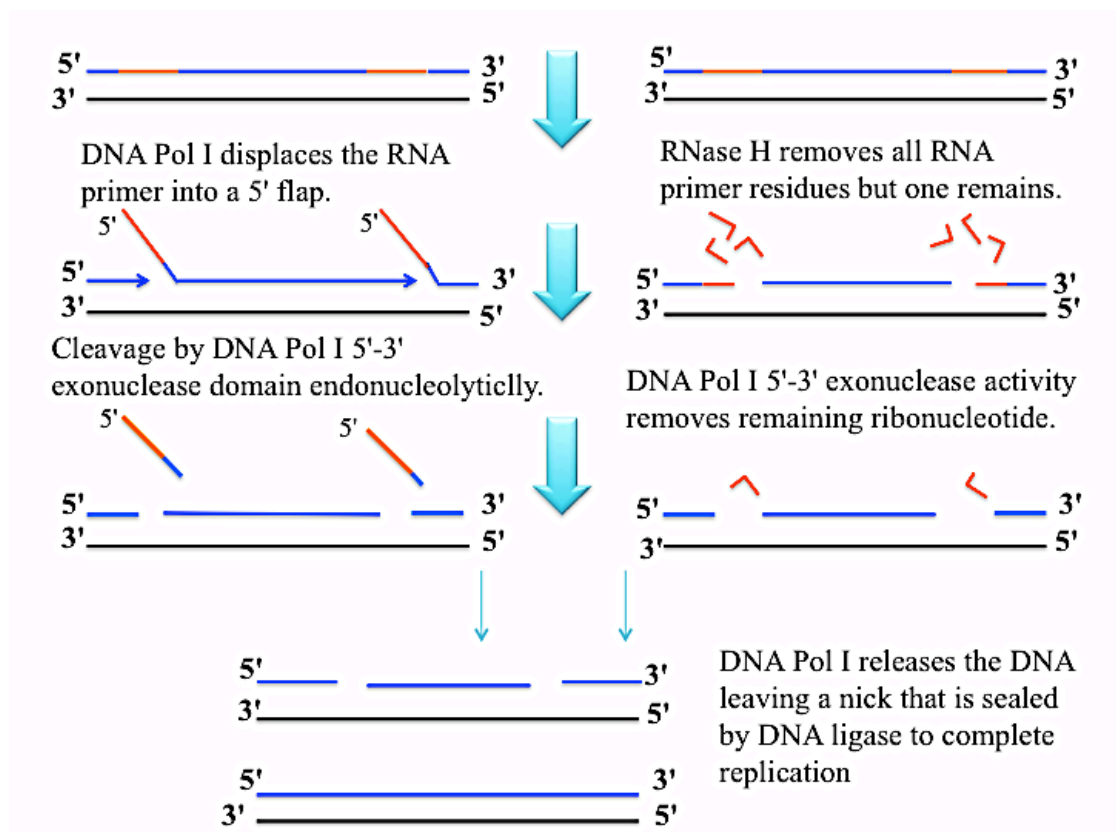 5' 3'
3' 5'
5' 3'
3' 5'
DNA Pol I displaces the RNA
primer into a 5' flap.
RNase H removes all RNA
primer residues but one remains.
5' 5'
5' 3'
3' 5'
5' 3'
3' 5'
Cleavage by DNA Pol I 5'-3'
exonuclease domain endonucleolyticlly.
DNA Pol I 5'-3' exonuclease activity
removes remaining ribonucleotide.
5' 5'
5' 3'
3' 5'
5' 3'
3' 5'
5' 3'
3' 5'
DNA Pol I releases the DNA
leaving a nick that is sealed
by DNA ligase to complete
replication
5' 3'
3' 5'